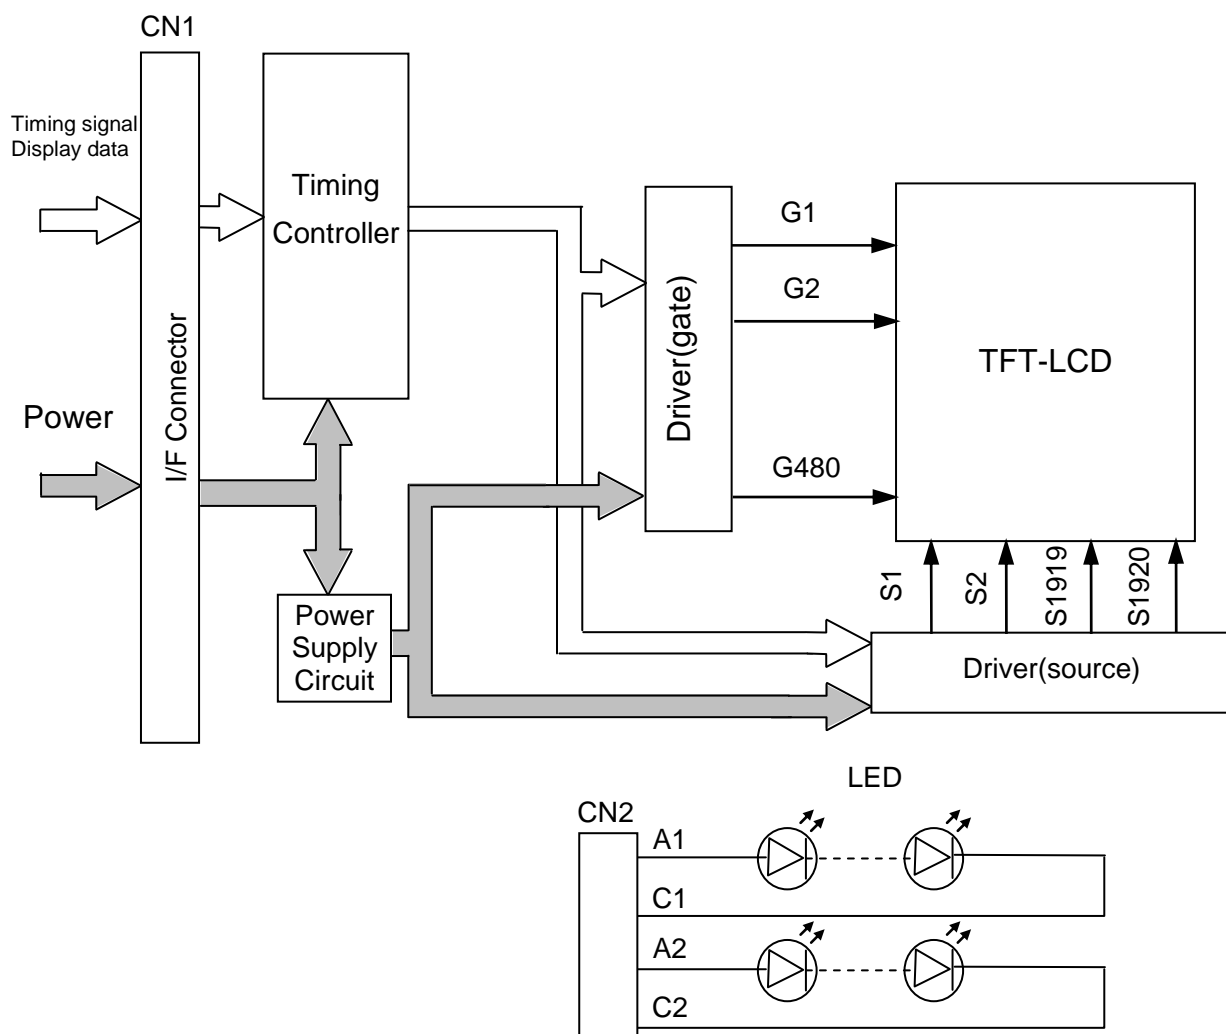 CN1
Timing signal
Display data
Power
I/F Connector
Timing
Controller
Power
Supply
Circuit
Driver(gate)
G1
G2
G480
TFT-LCD
S1
S2
S1919
S1920
Driver(source)
LED
CN2
A1
C1
A2
C2